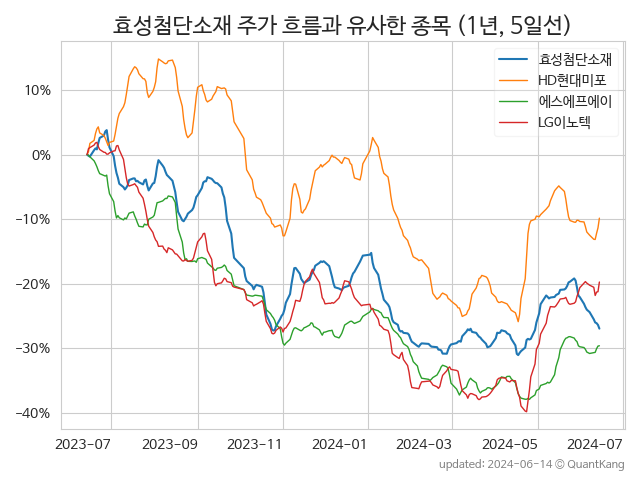 효성첨단소재 주가 흐름과 유사한 종목 (1년, 5일선)
효성첨단소재
HD현대미포
에스에프에이
LG이노텍
10%
0%
−10%
−20%
−30%
−40%
2023-07 2023-09 2023-11 2024-01 2024-03 2024-05 2024-07
updated: 2024-06-14 © QuantKang